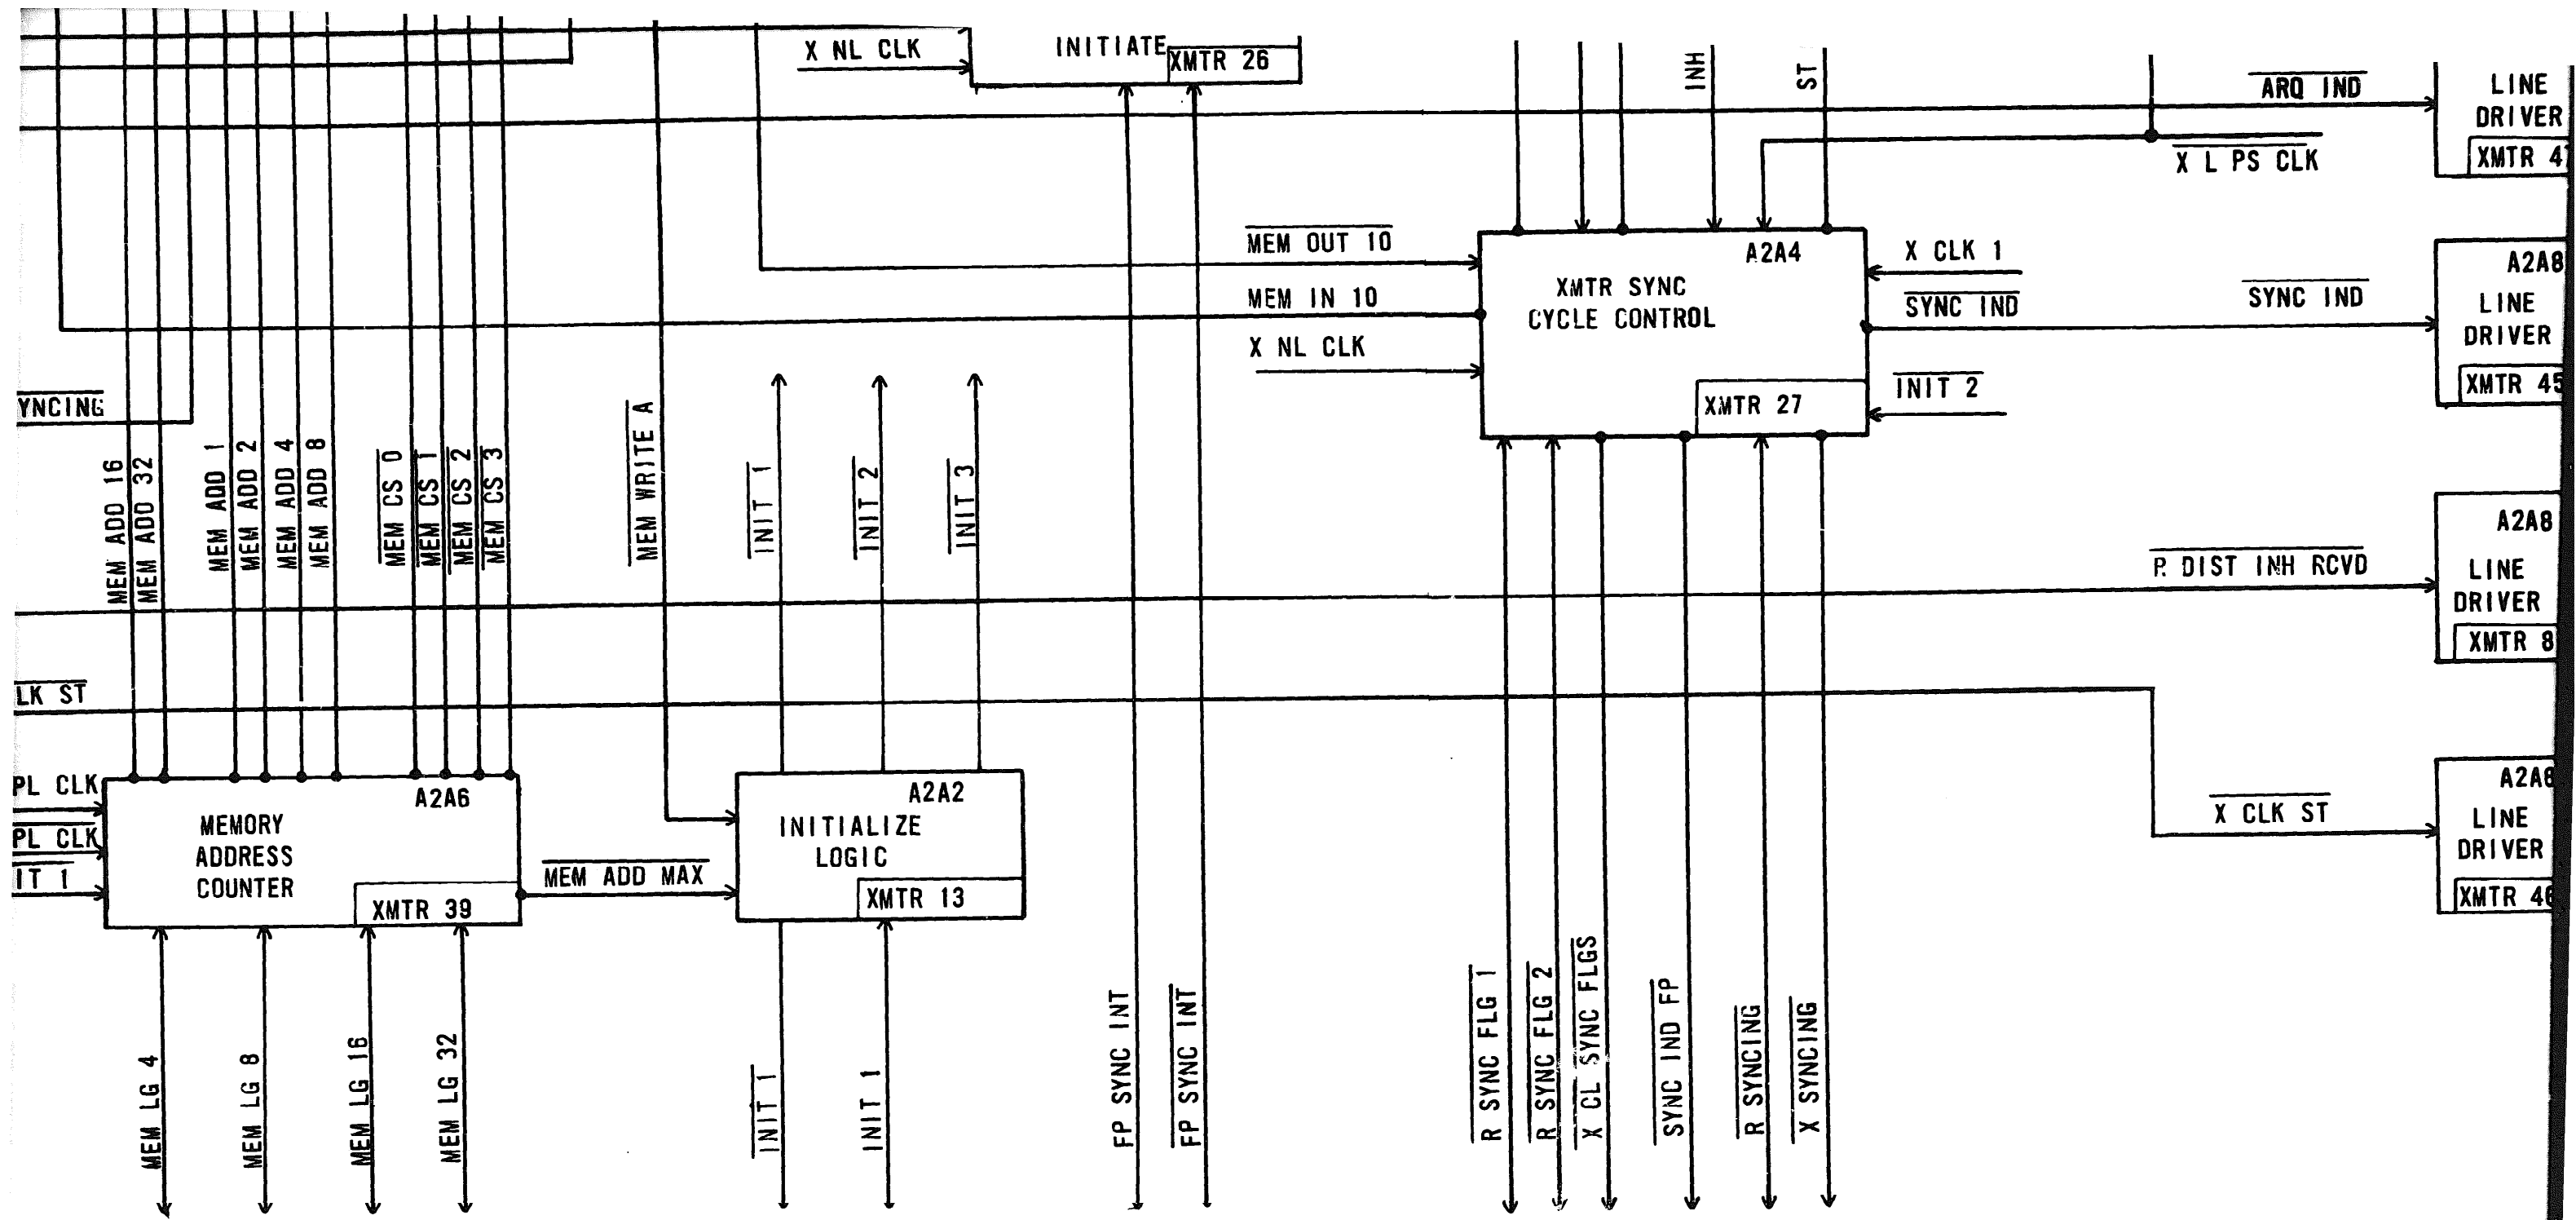 X NL CLK
INITIATE
XMTR 26
INH
ST
ARQ IND
LINE
DRIVER
XMTR 4
X L PS CLK
MEM OUT 10
MEM IN 10
X NL CLK
A2A4
XMTR SYNC
CYCLE CONTROL
XMTR 27
X CLK 1
SYNC IND
INIT 2
SYNC IND
A2A8
LINE
DRIVER
XMTR 45
YNCING
MEM ADD 16
MEM ADD 32
MEM ADD 1
MEM ADD 2
MEM ADD 4
MEM ADD 8
MEM CS 0
MEM CS 1
MEM CS 2
MEM CS 3
MEM WRITE A
INIT 1
INIT 2
INIT 3
R DIST INH RCVD
A2A8
LINE
DRIVER
XMTR 8
LK ST
PL CLK
PL CLK
IT 1
A2A6
MEMORY
ADDRESS
COUNTER
XMTR 39
MEM ADD MAX
A2A2
INITIALIZE
LOGIC
XMTR 13
X CLK ST
A2A8
LINE
DRIVER
XMTR 46
MEM LG 4
MEM LG 8
MEM LG 16
MEM LG 32
INIT 1
INIT 1
FP SYNC INT
FP SYNC INT
R SYNC FLG 1
R SYNC FLG 2
X CL SYNC FLGS
SYNC IND FP
R SYNCING
X SYNCING